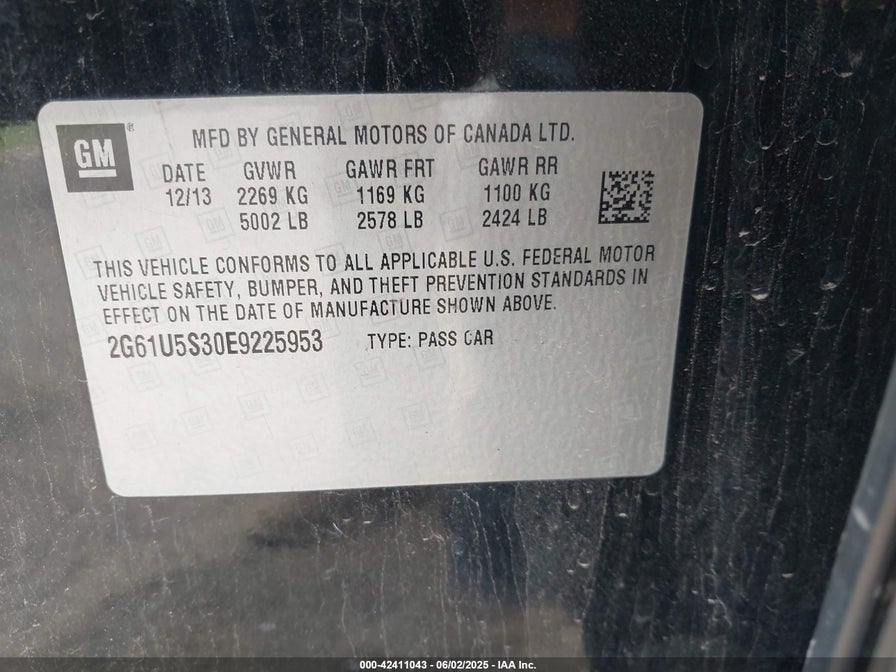 GM ®
MFD BY GENERAL MOTORS OF CANADA LTD.
DATE GVWR GAWR FRT GAWR RR
12/13 2269 KG 1169 KG 1100 KG
5002 LB 2578 LB 2424 LB
THIS VEHICLE CONFORMS TO ALL APPLICABLE U.S. FEDERAL MOTOR
VEHICLE SAFETY, BUMPER, AND THEFT PREVENTION STANDARDS IN
EFFECT ON THE DATE OF MANUFACTURE SHOWN ABOVE.
2G61U5S30E9225953 TYPE: PASS CAR
000-42411043 - 06/02/2025 - IAA Inc.